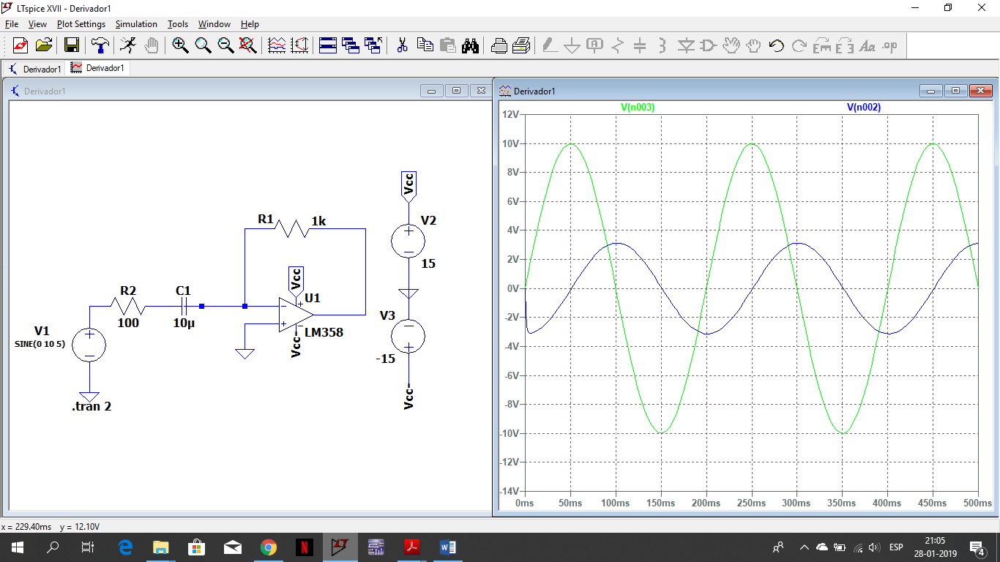 LTspice XVII - Derivador1
File View Plot Settings Simulation Tools Window Help
Derivador1 Derivador1
Derivador1
Vcc
V2
15
R1 1k
Vcc
U1
LM358
Vcc-
R2
100
C1
10µ
V1
SINE(0 10 5)
.tran 2
V3
-15
Vcc-
Derivador1
V(n003) V(n002)
12V
10V
8V
6V
4V
2V
0V
-2V
-4V
-6V
-8V
-10V
-12V
-14V
0ms 50ms 100ms 150ms 200ms 250ms 300ms 350ms 400ms 450ms 500ms
x = 229.40ms y = 12.10V
ESP
21:05
28-01-2019
4